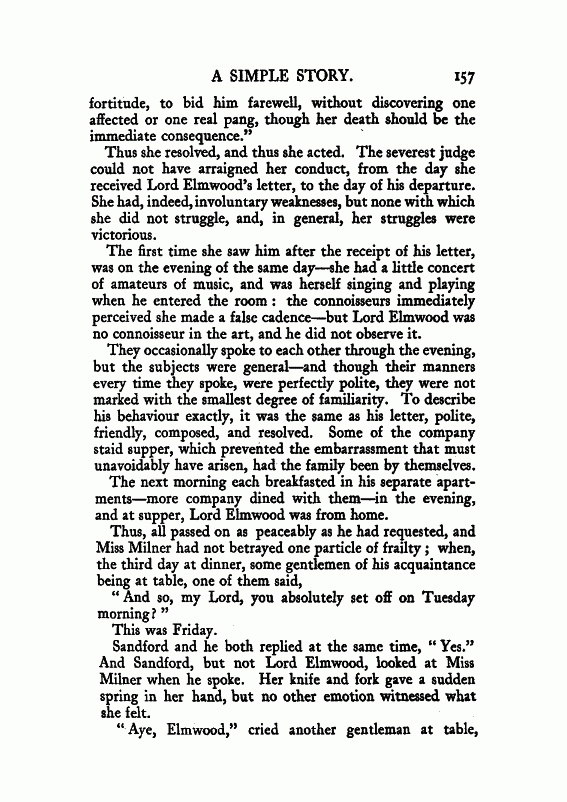 A SIMPLE STORY. 157
fortitude, to bid him farewell, without discovering one
affected or one real pang, though her death should be the
immediate consequence.”
Thus she resolved, and thus she acted. The severest judge
could not have arraigned her conduct, from the day she
received Lord Elmwood's letter, to the day of his departure.
She had, indeed, involuntary weaknesses, but none with which
she did not struggle, and, in general, her struggles were
victorious.
The first time she saw him after the receipt of his letter,
was on the evening of the same day—she had a little concert
of amateurs of music, and was herself singing and playing
when he entered the room : the connoisseurs immediately
perceived she made a false cadence—but Lord Elmwood was
no connoisseur in the art, and he did not observe it.
They occasionally spoke to each other through the evening,
but the subjects were general—and though their manners
every time they spoke, were perfectly polite, they were not
marked with the smallest degree of familiarity. To describe
his behaviour exactly, it was the same as his letter, polite,
friendly, composed, and resolved. Some of the company
staid supper, which prevented the embarrassment that must
unavoidably have arisen, had the family been by themselves.
The next morning each breakfasted in his separate apart-
ments—more company dined with them—in the evening,
and at supper, Lord Elmwood was from home.
Thus, all passed on as peaceably as he had requested, and
Miss Milner had not betrayed one particle of frailty ; when,
the third day at dinner, some gentlemen of his acquaintance
being at table, one of them said,
“ And so, my Lord, you absolutely set off on Tuesday
morning? ”
This was Friday.
Sandford and he both replied at the same time, “ Yes.”
And Sandford, but not Lord Elmwood, looked at Miss
Milner when he spoke. Her knife and fork gave a sudden
spring in her hand, but no other emotion witnessed what
she felt.
“ Aye, Elmwood,” cried another gentleman at table,